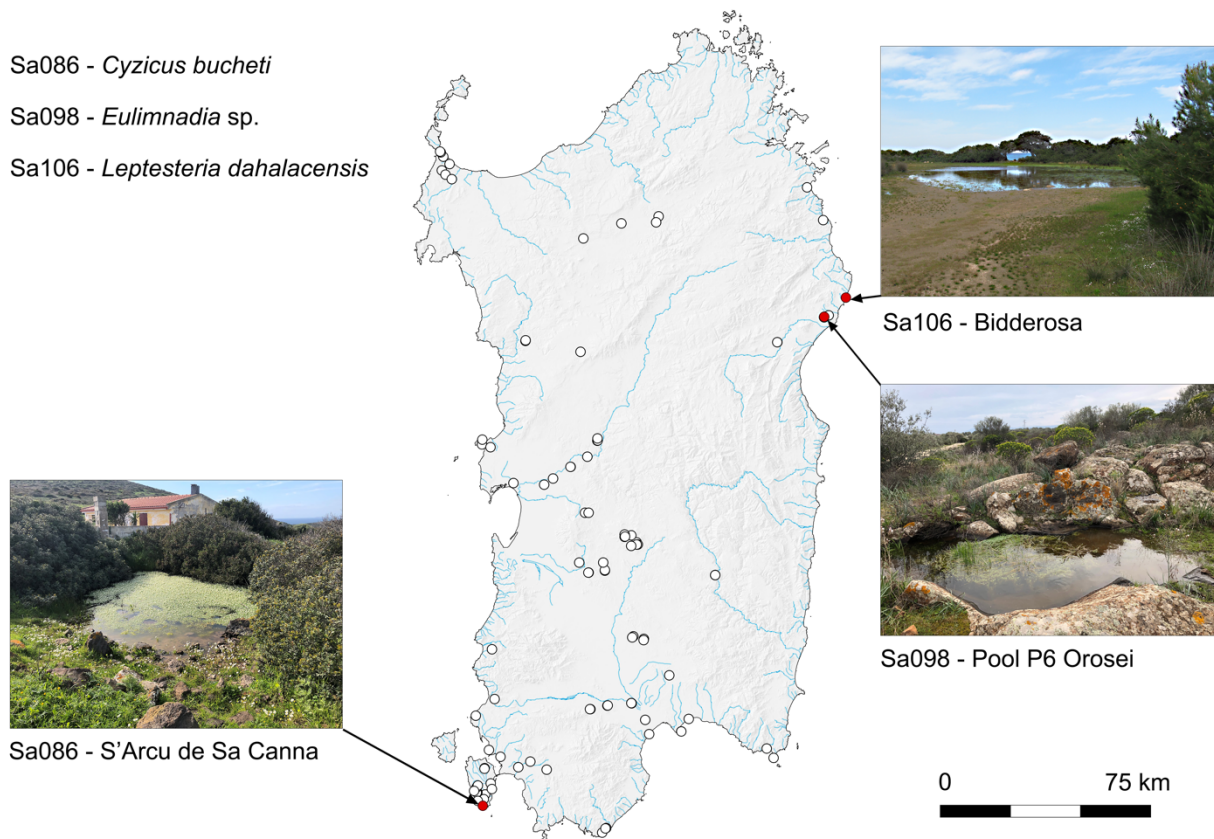 Sa086 - Cyzicus bucheti
Sa098 - Eulimnadia sp.
Sa106 - Leptesteria dahalacensis
Sa106 - Bidderosa
Sa098 - Pool P6 Orosei
Sa086 - S'Arcu de Sa Canna
0 75 km